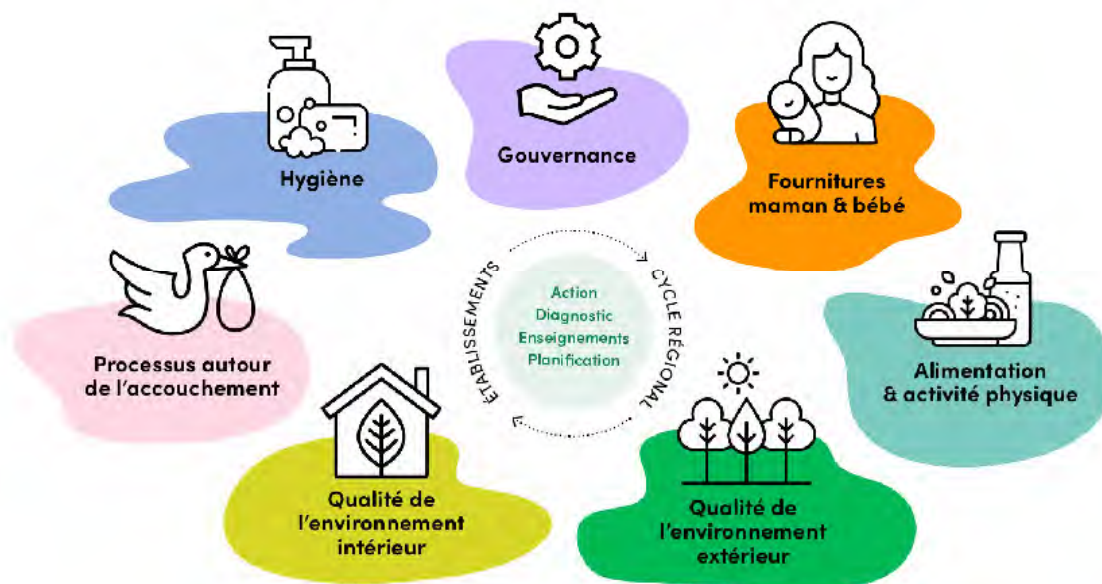 Hygiène
Gouvernance
Fournitures
maman & bébé
Processus autour
de l'accouchement
ÉTABLISSEMENTS
CYCLE RÉGIONAL
Action
Diagnostic
Enseignements
Planification
Alimentation
& activité physique
Qualité de
l'environnement
intérieur
Qualité de
l'environnement
extérieur